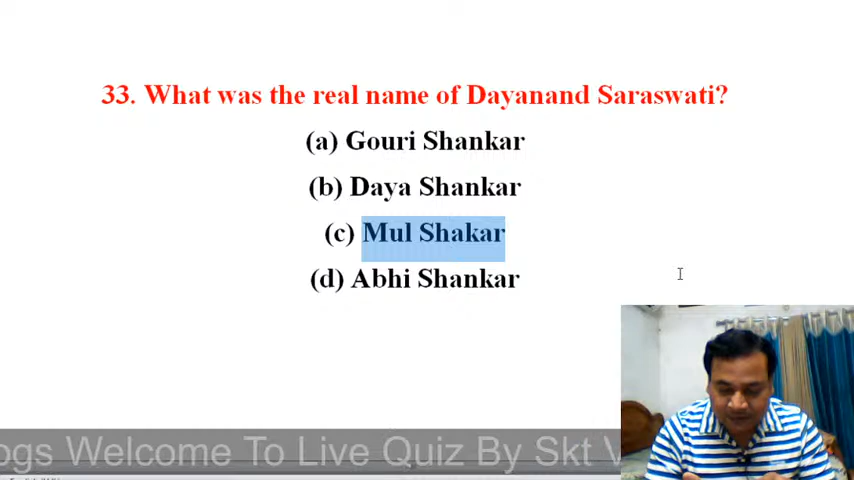 33. What was the real name of Dayanand Saraswati?
(a) Gouri Shankar
(b) Daya Shankar
(c) Mul Shakar
(d) Abhi Shankar
ogs Welcome To Live Quiz By Skt V